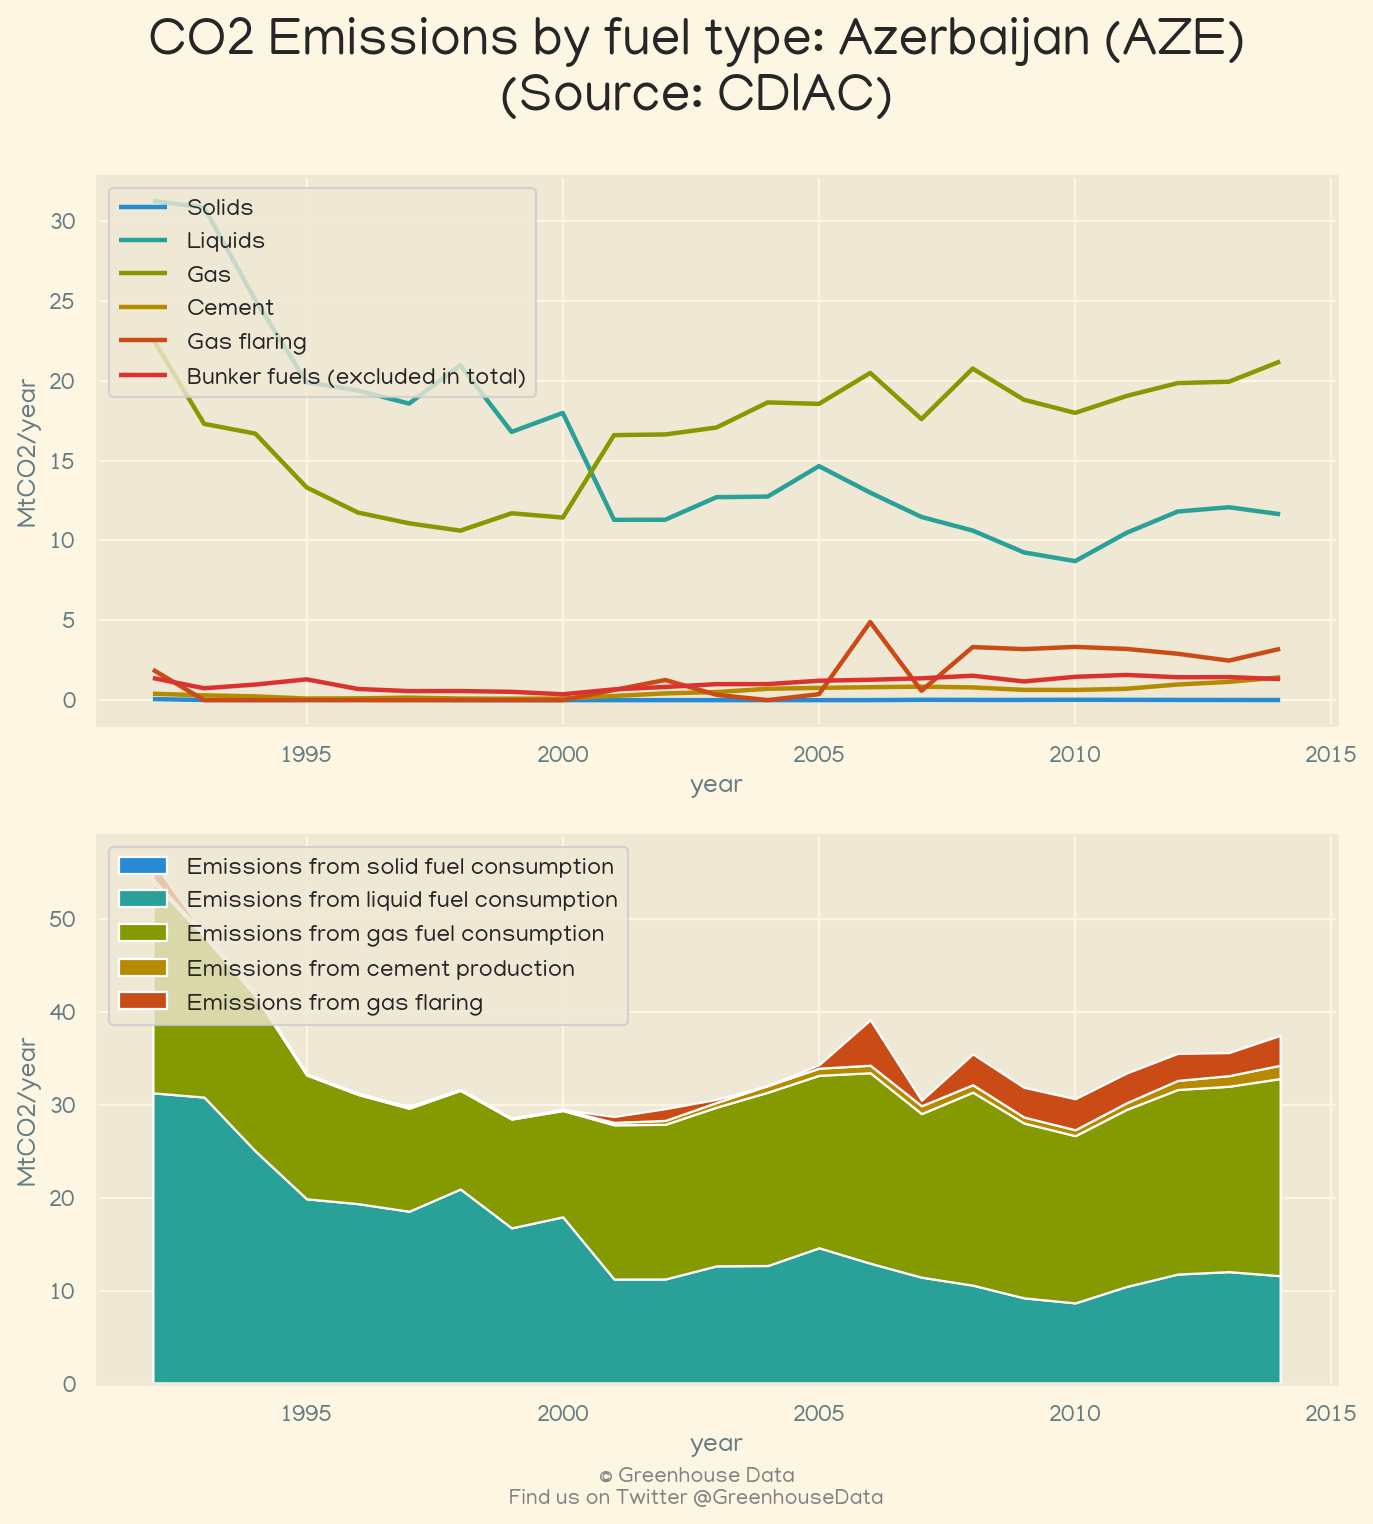 CO2 Emissions by fuel type: Azerbaijan (AZE)
(Source: CDIAC)
Solids
Liquids
Gas
Cement
Gas flaring
Bunker fuels (excluded in total)
30
25
20
15
10
5
0
MtCO2/year
1995 2000 2005 2010 2015
year
Emissions from solid fuel consumption
Emissions from liquid fuel consumption
Emissions from gas fuel consumption
Emissions from cement production
Emissions from gas flaring
50
40
30
20
10
0
MtCO2/year
1995 2000 2005 2010 2015
year
© Greenhouse Data
Find us on Twitter @GreenhouseData